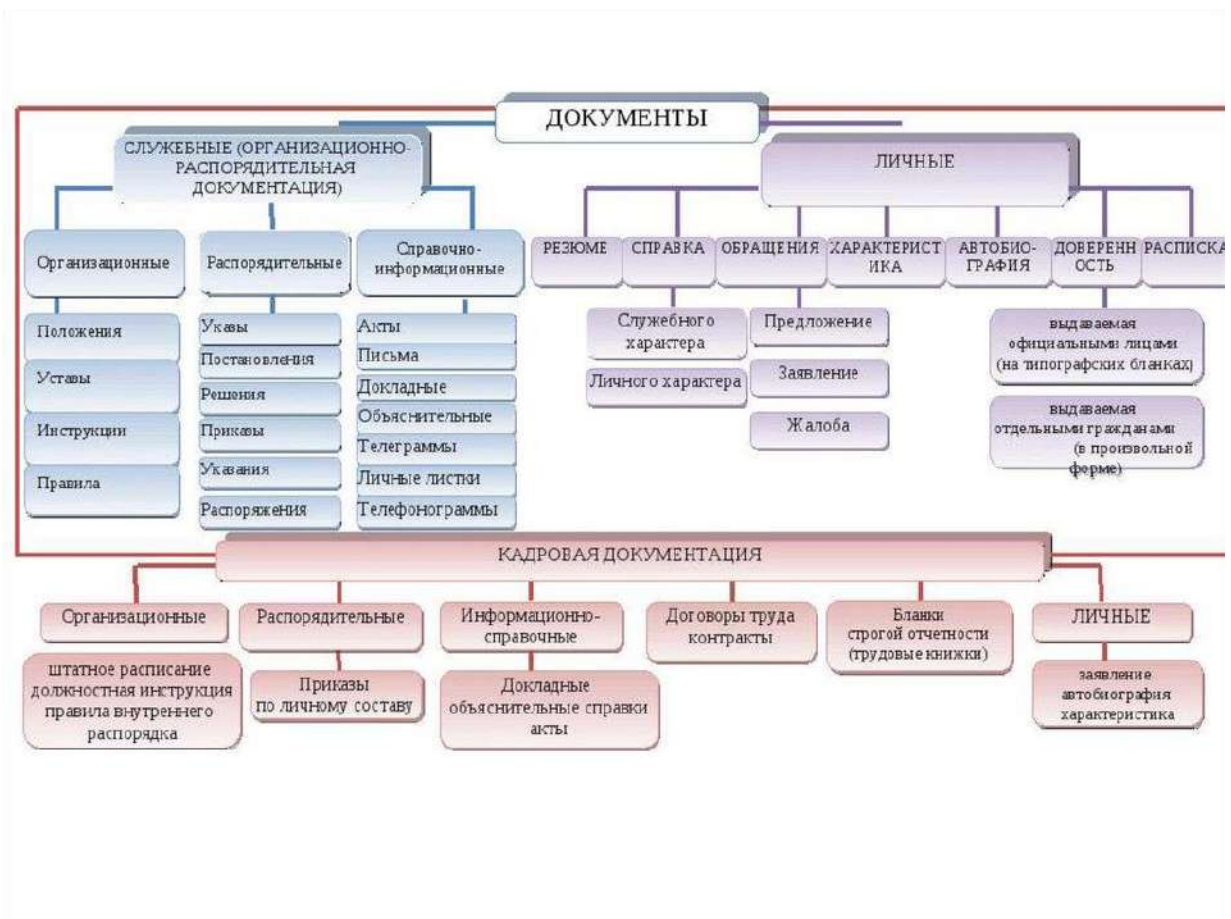 ДОКУМЕНТЫ
СЛУЖЕБНЫЕ (ОРГАНИЗАЦИОННО-
РАСПОРЯДИТЕЛЬНАЯ
ДОКУМЕНТАЦИЯ)
Организационные
Положения
Уставы
Инструкции
Правила
Распорядительные
Указы
Постановления
Решения
Приказы
Указания
Распоряжения
Справочно-
информационные
Акты
Письма
Докладные
Объяснительные
Телеграммы
Личные листки
Телефонограммы
ЛИЧНЫЕ
РЕЗЮМЕ
СПРАВКА
Служебного
характера
Личного характера
ОБРАЩЕНИЯ
Предложение
Заявление
Жалоба
ХАРАКТЕРИСТ
ИКА
АВТОБИО-
ГРАФИЯ
ДОВЕРЕНН
ОСТЬ
выдаваемая
официальными лицами
(на типографских бланках)
выдаваемая
отдельными гражданами
(в произвольной
форме)
РАСПИСКА
КАДРОВАЯ ДОКУМЕНТАЦИЯ
Организационные
штатное расписание
должностная инструкция
правила внутреннего
распорядка
Распорядительные
Приказы
по личному составу
Информационно-
справочные
Докладные
объяснительные справки
акты
Договоры труда
контракты
Бланки
строгой отчетности
(трудовые книжки)
ЛИЧНЫЕ
заявление
автобиография
характеристика